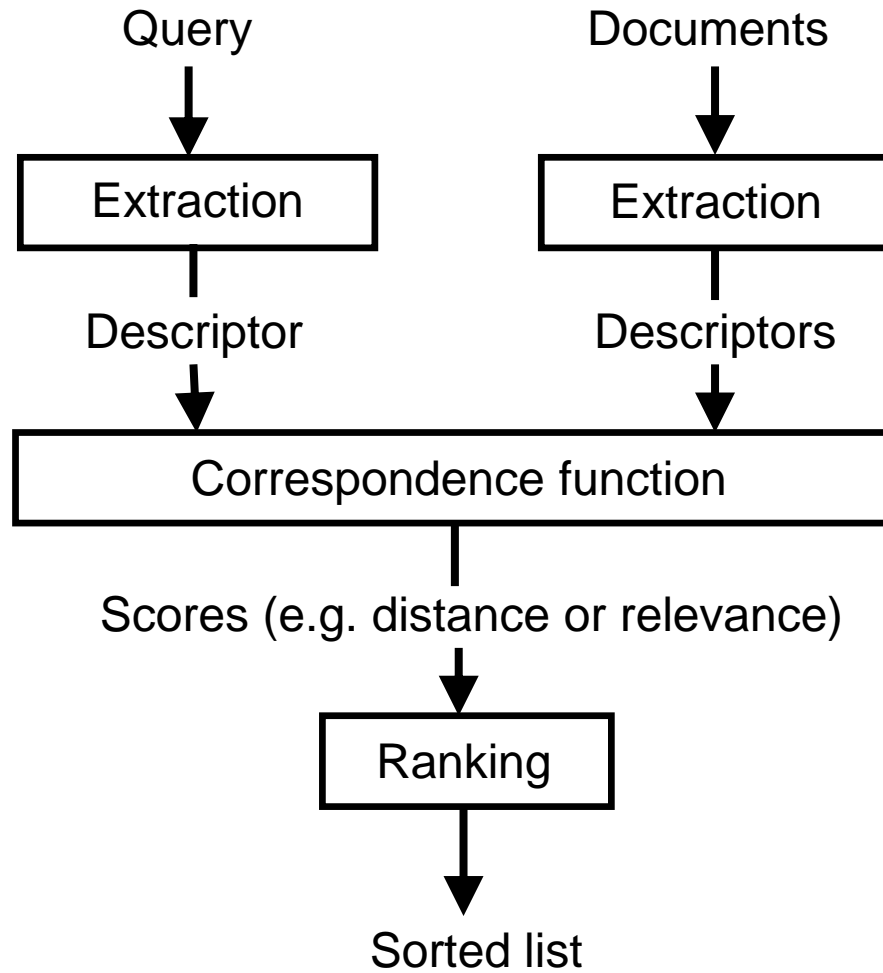 Query
Documents
Extraction
Extraction
Descriptor
Descriptors
Correspondence function
Scores (e.g. distance or relevance)
Ranking
Sorted list